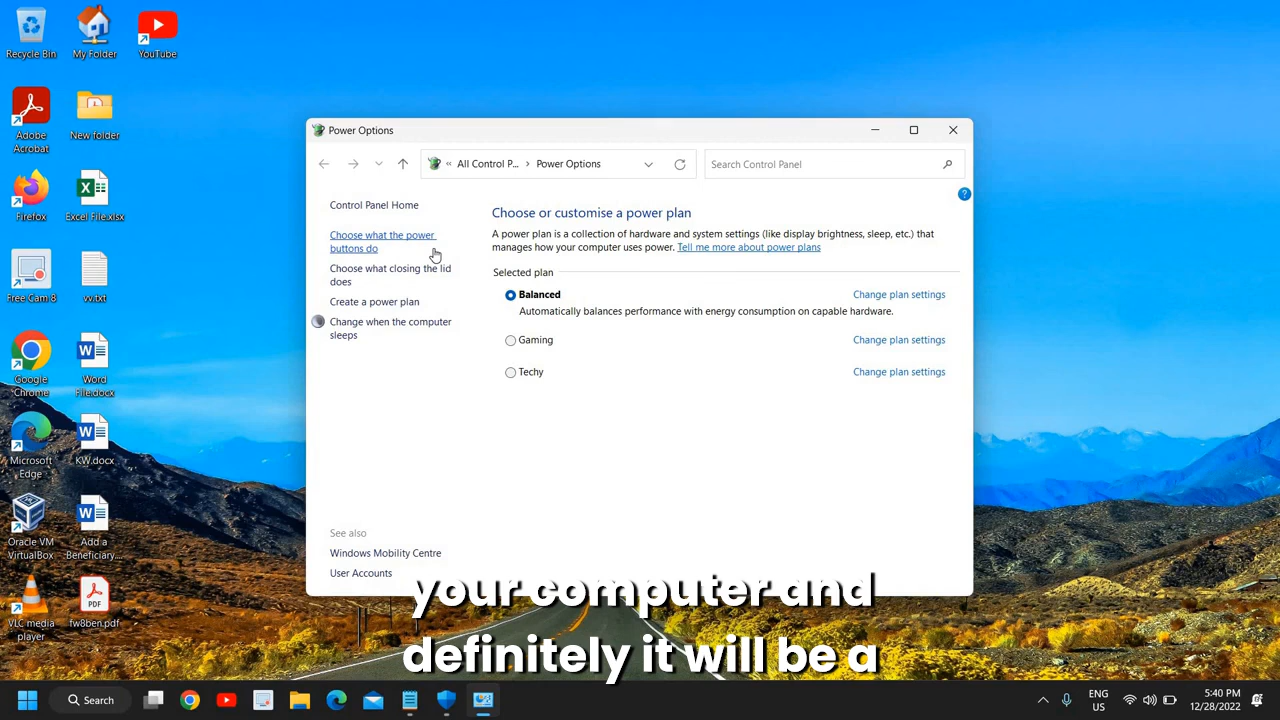 Recycle Bin
My Folder
YouTube
Adobe
Acrobat
New folder
Firefox
Excel File.xlsx
Free Cam 8
vv.txt
Google
Chrome
Word
File.docx
Microsoft
Edge
KW.docx
Oracle VM
VirtualBox
Add a
Beneficiary....
VLC media
player
PDF
fw8ben.pdf
Power Options
« All Control P... › Power Options
Search Control Panel
Control Panel Home
Choose what the power
buttons do
Choose what closing the lid
does
Create a power plan
Change when the computer
sleeps
See also
Windows Mobility Centre
User Accounts
?
Choose or customise a power plan
A power plan is a collection of hardware and system settings (like display brightness, sleep, etc.) that
manages how your computer uses power. Tell me more about power plans
Selected plan
Balanced Change plan settings
Automatically balances performance with energy consumption on capable hardware.
Gaming Change plan settings
Techy Change plan settings
your computer and
definitely it will be a
Search
ENG
US
5:40 PM
12/28/2022